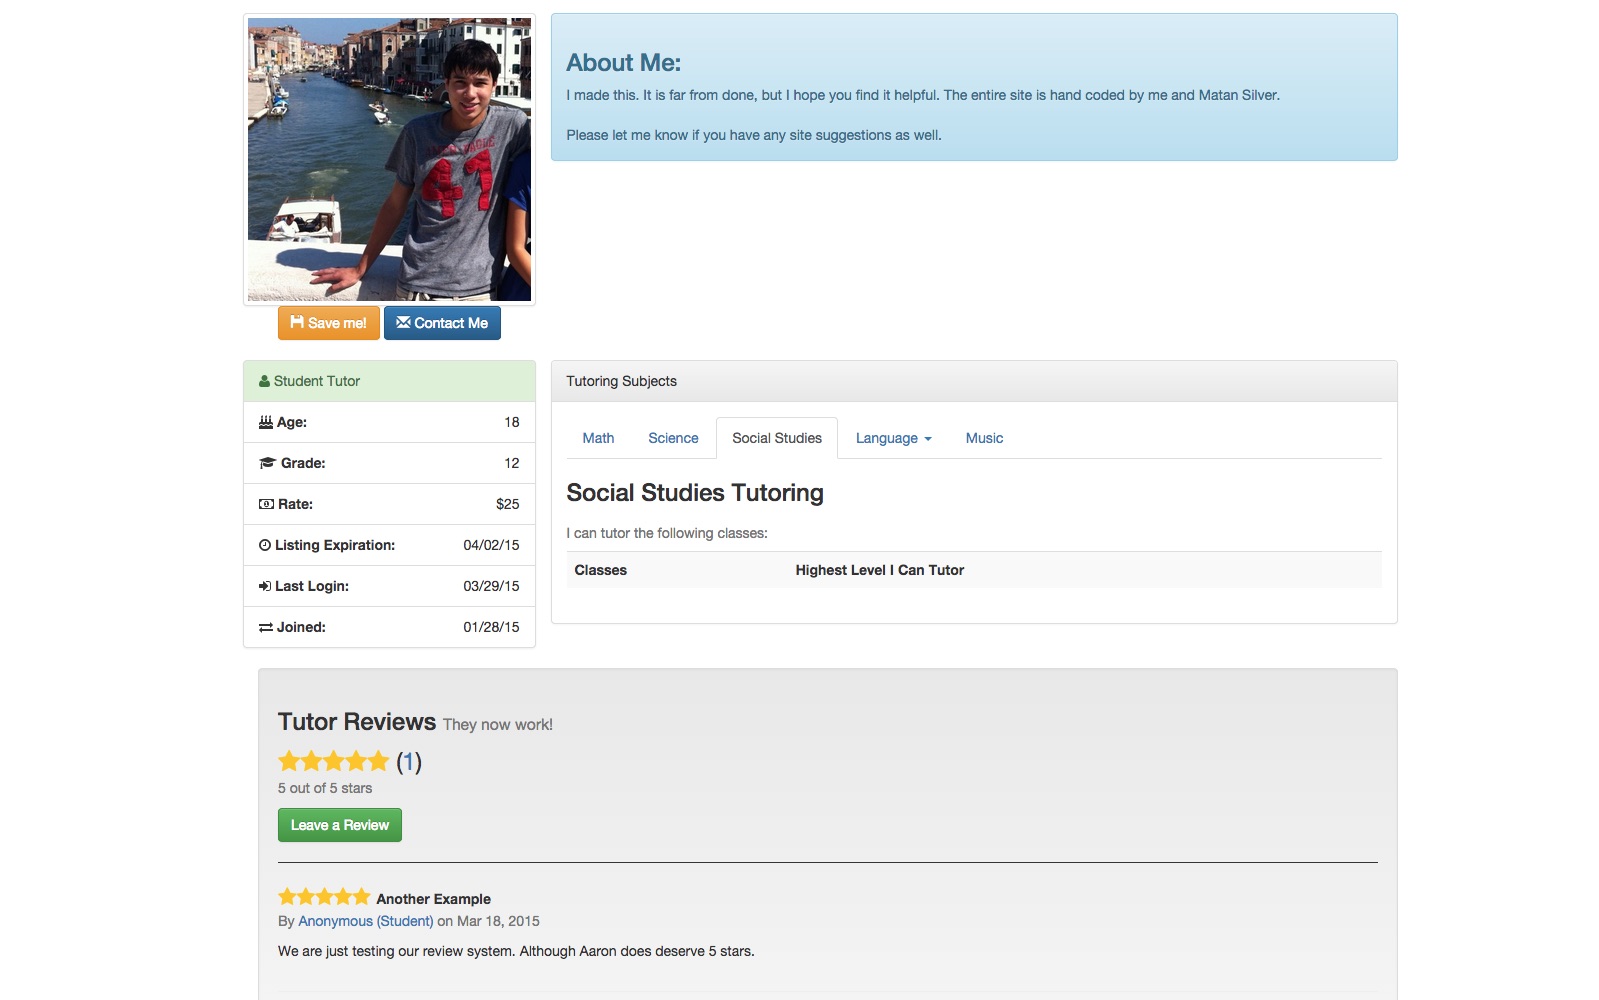 About Me:
I made this. It is far from done, but I hope you find it helpful. The entire site is hand coded by me and Matan Silver.
Please let me know if you have any site suggestions as well.
41
Save me!
Contact Me
Student Tutor
Age: 18
Grade: 12
Rate: $25
Listing Expiration: 04/02/15
Last Login: 03/29/15
Joined: 01/28/15
Tutoring Subjects
Math Science Social Studies Language Music
Social Studies Tutoring
I can tutor the following classes:
Classes Highest Level I Can Tutor
Tutor Reviews They now work!
(1)
5 out of 5 stars
Leave a Review
Another Example
By Anonymous (Student) on Mar 18, 2015
We are just testing our review system. Although Aaron does deserve 5 stars.